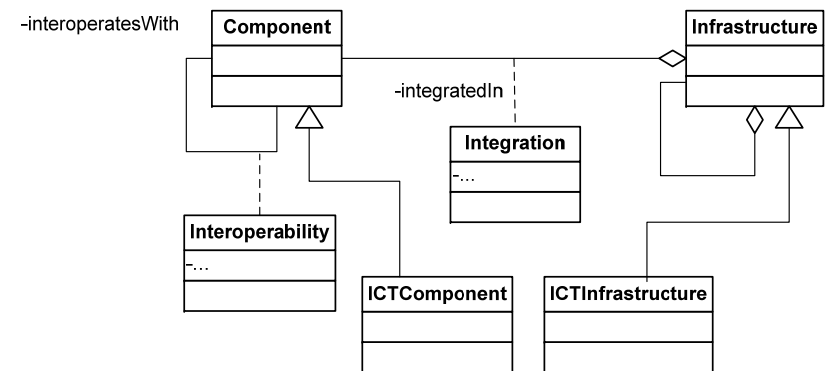 -interoperatesWith
Component
Infrastructure
-integratedIn
Integration
-...
Interoperability
-...
ICTComponent
ICTInfrastructure